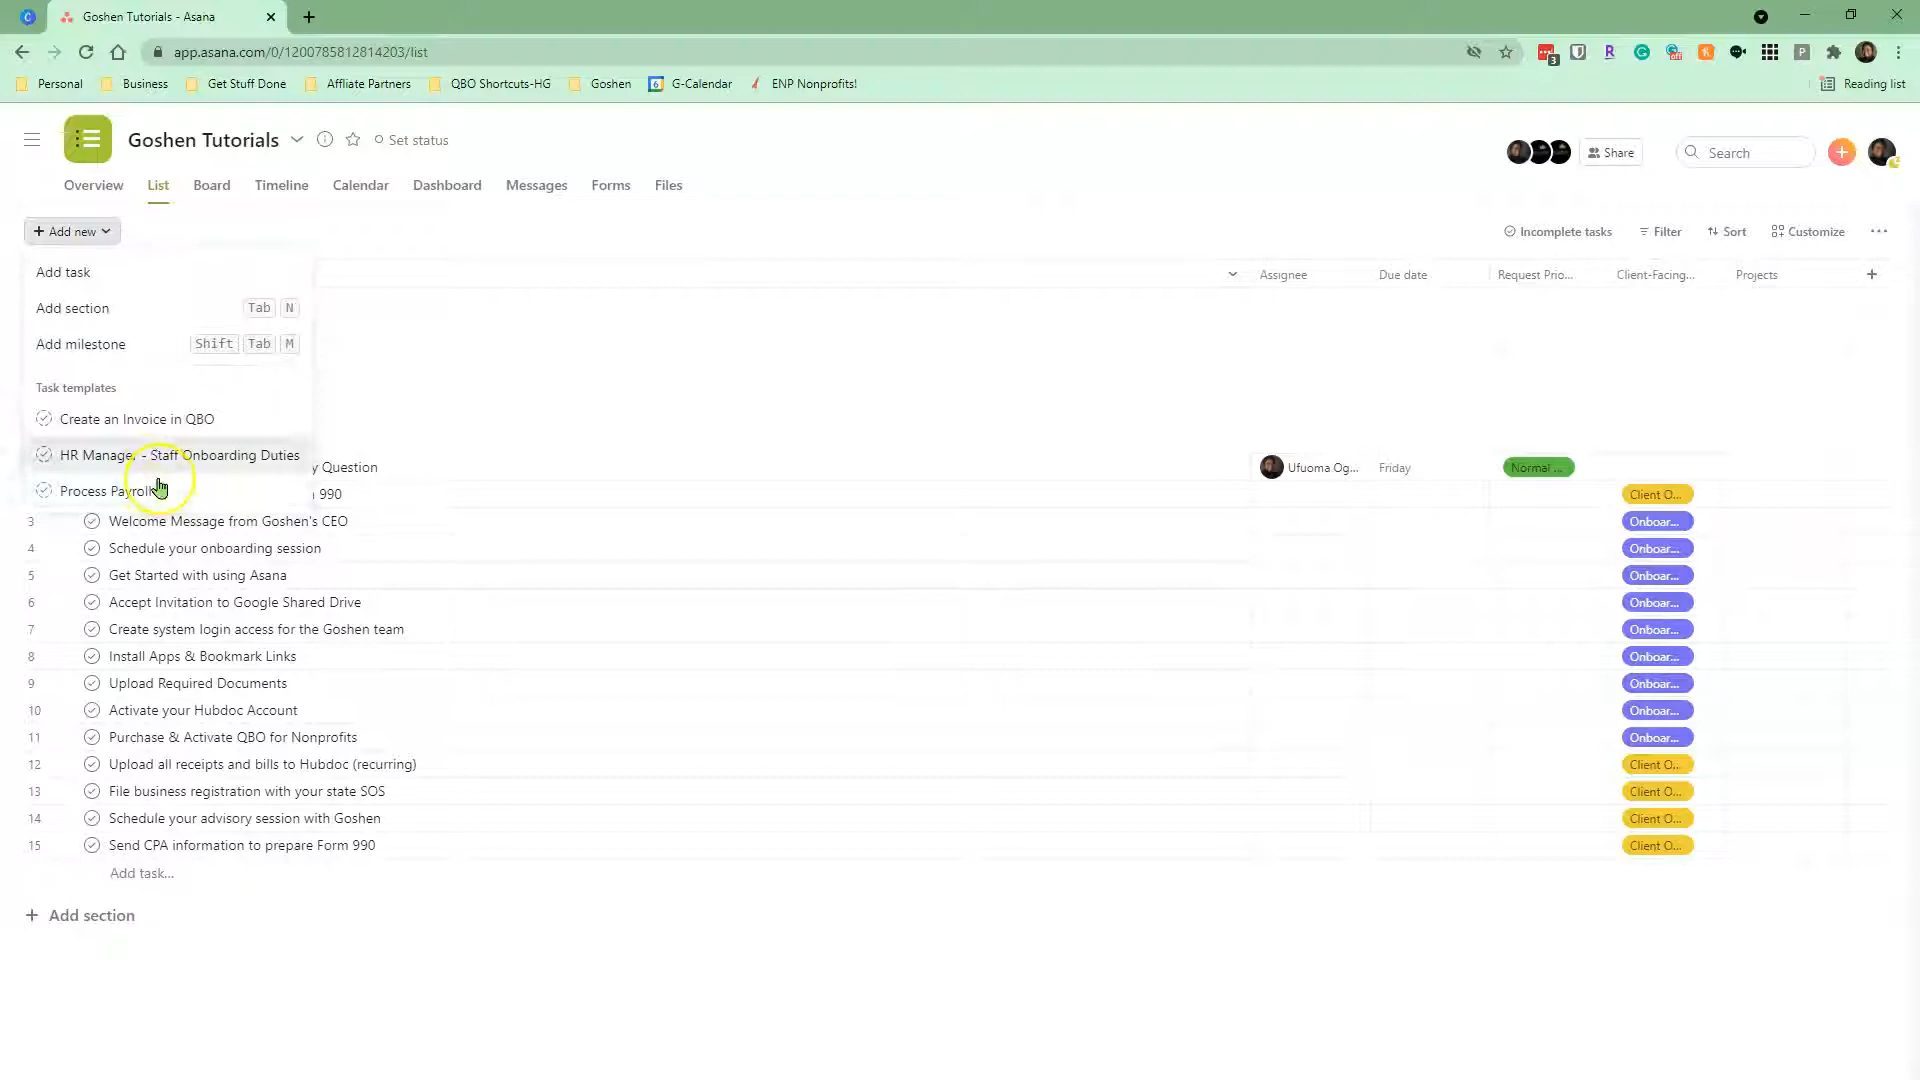 Goshen Tutorials - Asana
app.asana.com/0/1200785812814203/list
3
Personal
Business
Get Stuff Done
Affliate Partners
QBO Shortcuts-HG
Goshen
6
G-Calendar
ENP Nonprofits!
Reading list
Goshen Tutorials
Set status
Share
Search
Overview
List
Board
Timeline
Calendar
Dashboard
Messages
Forms
Files
+ Add new
Incomplete tasks
Filter
Sort
Customize
Add task
Add section Tab N
Add milestone Shift Tab M
Task templates
Create an Invoice in QBO
HR Manager - Staff Onboarding Duties
Process Payroll
Assignee
Due date
Request Prio...
Client-Facing...
Projects
y Question
Ufuoma Og...
Friday
Normal ...
990
Client O...
3 Welcome Message from Goshen's CEO Onboar...
4 Schedule your onboarding session Onboar...
5 Get Started with using Asana Onboar...
6 Accept Invitation to Google Shared Drive Onboar...
7 Create system login access for the Goshen team Onboar...
8 Install Apps & Bookmark Links Onboar...
9 Upload Required Documents Onboar...
10 Activate your Hubdoc Account Onboar...
11 Purchase & Activate QBO for Nonprofits Onboar...
12 Upload all receipts and bills to Hubdoc (recurring) Client O...
13 File business registration with your state SOS Client O...
14 Schedule your advisory session with Goshen Client O...
15 Send CPA information to prepare Form 990 Client O...
Add task...
+ Add section